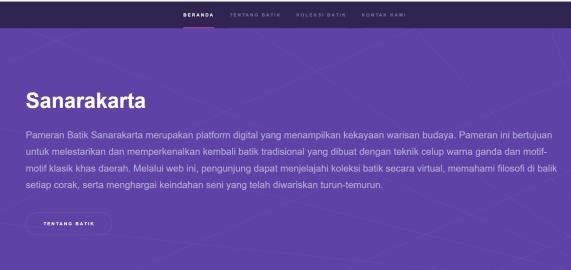 BERANDA TENTANG BATIK KOLEKSI BATIK KONTAK KAMI
Sanarakarta
Pameran Batik Sanarakarta merupakan platform digital yang menampilkan kekayaan warisan budaya. Pameran ini bertujuan
untuk melestarikan dan memperkenalkan kembali batik tradisional yang dibuat dengan teknik celup warna ganda dan motif-
motif klasik khas daerah. Melalui web ini, pengunjung dapat menjelajahi koleksi batik secara virtual, memahami filosofi di balik
setiap corak, serta menghargai keindahan seni yang telah diwariskan turun-temurun.
TENTANG BATIK